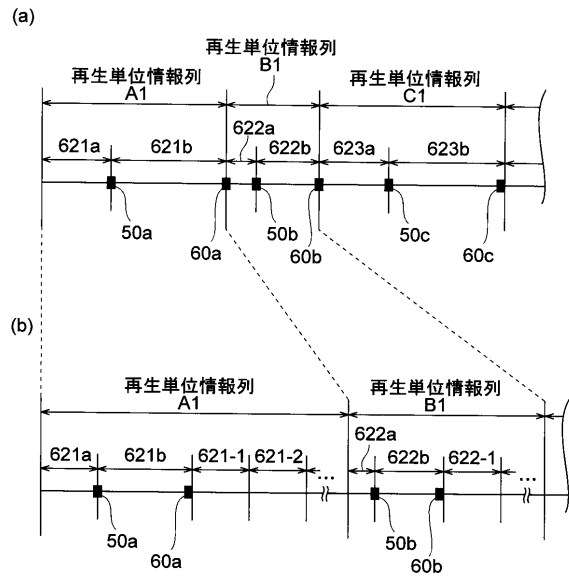 (a)
再生単位情報列
B1
再生単位情報列
A1
再生単位情報列
C1
622a
621a
621b
622b
623a
623b
50a
60a
50b
60b
50c
60c
(b)
再生単位情報列
A1
再生単位情報列
B1
622a
621a
621b
621-1
621-2
...
622b
622-1
...
50a
60a
50b
60b